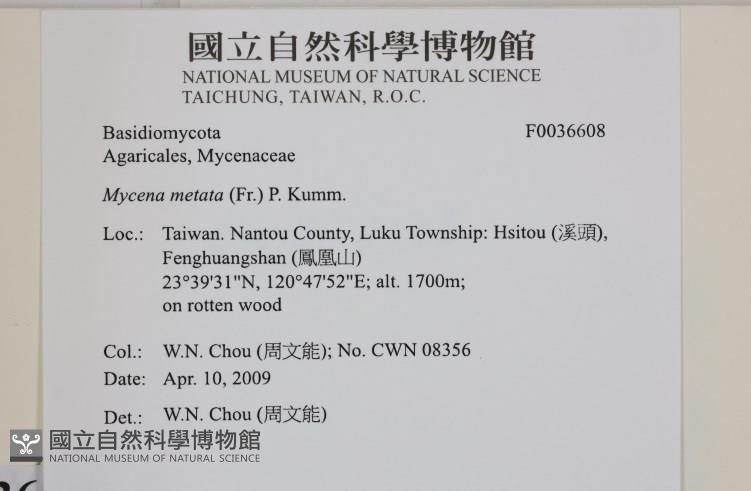 國立自然科學博物館
NATIONAL MUSEUM OF NATURAL SCIENCE
TAICHUNG, TAIWAN, R.O.C.
Basidiomycota F0036608
Agaricales, Mycenaceae
Mycena metata (Fr.) P. Kumm.
Loc.: Taiwan. Nantou County, Luku Township: Hsitou (溪頭),
Fenghuangshan (鳳凰山)
23°39'31"N, 120°47'52"E; alt. 1700m;
on rotten wood
Col.: W.N. Chou (周文能); No. CWN 08356
Date: Apr. 10, 2009
Det.: W.N. Chou (周文能)
國立自然科學博物館
NATIONAL MUSEUM OF NATURAL SCIENCE